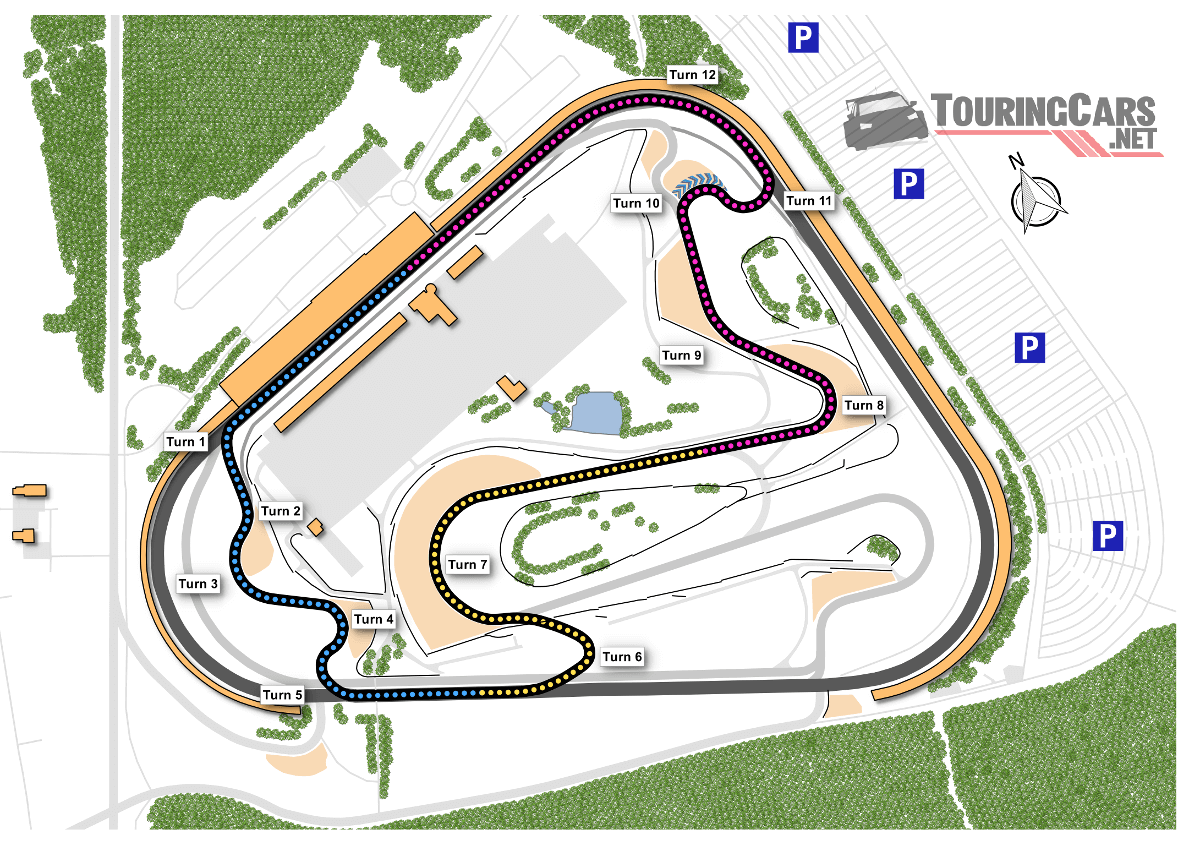 P
Turn 12
TOURINGCARS
.NET
N
P
Turn 11
Turn 10
P
Turn 9
Turn 8
Turn 1
Turn 2
P
Turn 7
Turn 3
Turn 4
Turn 6
Turn 5